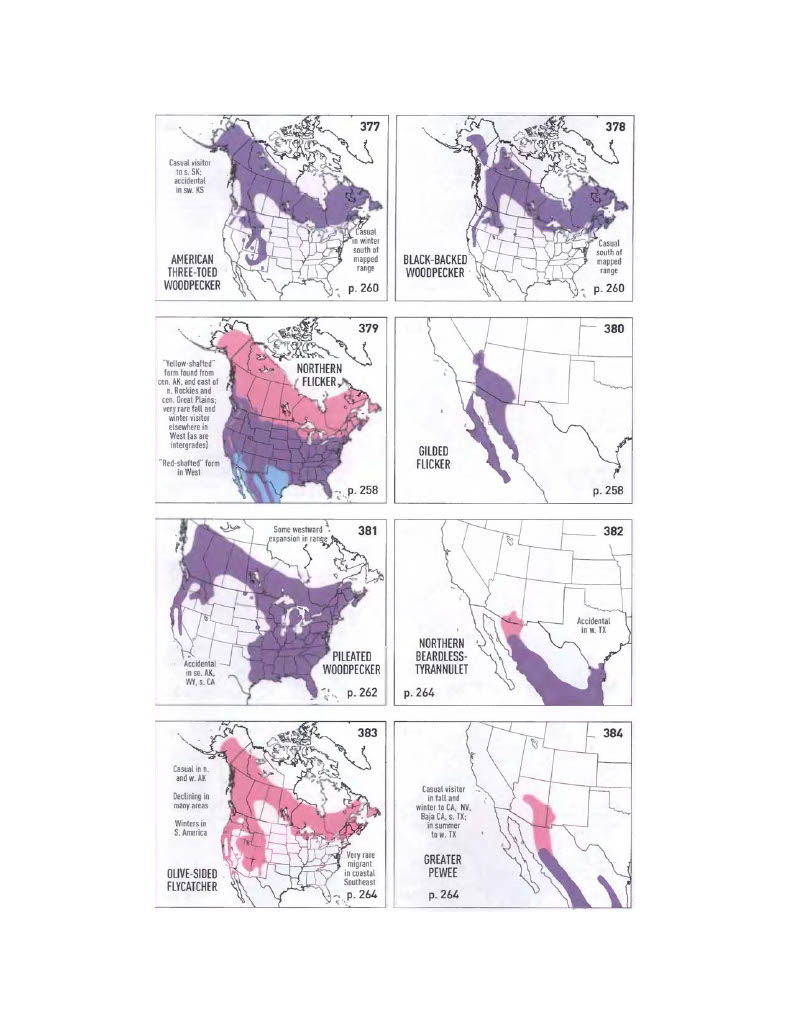 377
Casual visitor
to s. SK;
accidental
in sw. KS
Casual
in winter
south of
mapped
range
AMERICAN
THREE-TOED
WOODPECKER
p. 260
378
Casual
south of
mapped
range
BLACK-BACKED
WOODPECKER
p. 260
379
"Yellow-shafted"
form found from
cen. AK, and east of
n. Rockies and
cen. Great Plains;
very rare fall and
winter visitor
elsewhere in
West (as are
intergrades)
"Red-shafted" form
in West
NORTHERN
FLICKER
p. 258
380
GILDED
FLICKER
p. 258
381
Some westward
expansion in range
Accidental
in se. AK,
WY, s. CA
PILEATED
WOODPECKER
p. 262
382
Accidental
in w. TX
NORTHERN
BEARDLESS-
TYRANNULET
p. 264
383
Casual in n.
and w. AK
Declining in
many areas
Winters in
S. America
OLIVE-SIDED
FLYCATCHER
Very rare
migrant
in coastal
Southeast
p. 264
384
Casual visitor
in fall and
winter to CA, NV,
Baja CA, s. TX;
in summer
to w. TX
GREATER
PEWEE
p. 264